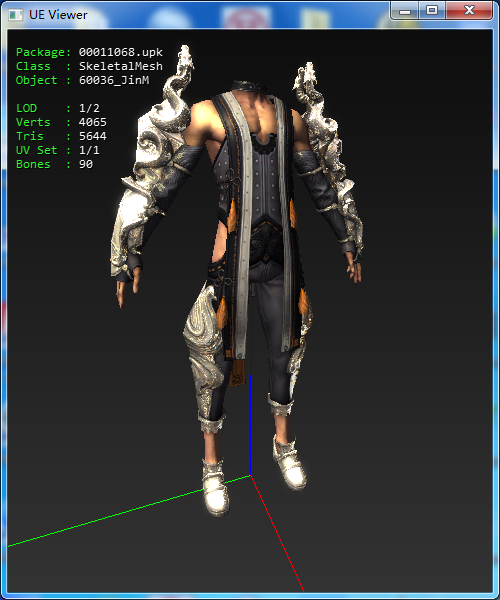 UE Viewer
Package: 00011068.upk
Class : SkeletalMesh
Object : 60036_JinM
LOD : 1/2
Verts : 4065
Tris : 5644
UV Set : 1/1
Bones : 90